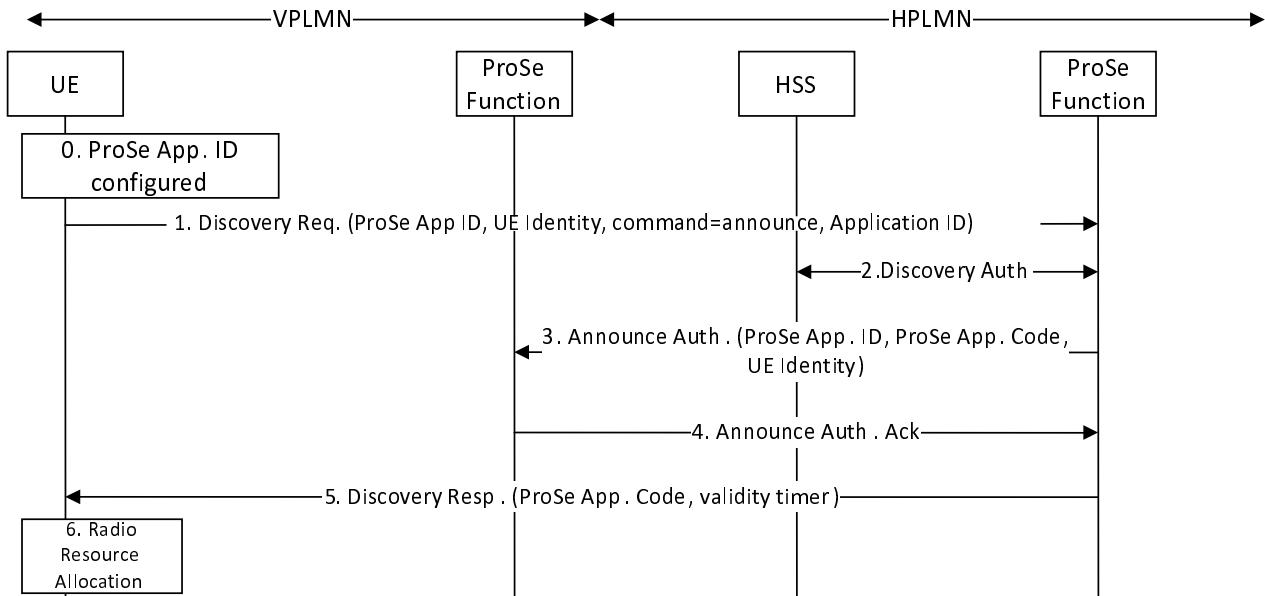 VPLMN
HPLMN
UE
ProSe
Function
HSS
ProSe
Function
0. ProSe App. ID
configured
1. Discovery Req. (ProSe App ID, UE Identity, command=announce, Application ID)
2.Discovery Auth
3. Announce Auth . (ProSe App . ID, ProSe App . Code,
UE Identity)
4. Announce Auth . Ack
5. Discovery Resp . (ProSe App . Code, validity timer )
6. Radio
Resource
Allocation